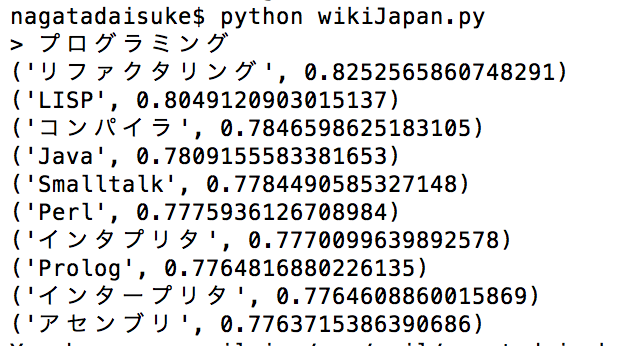 nagatadaisuke$ python wikiJapan.py
> プログラミング
('リファクタリング', 0.8252565860748291)
('LISP', 0.8049120903015137)
('コンパイラ', 0.7846598625183105)
('Java', 0.7809155583381653)
('Smalltalk', 0.7784490585327148)
('Perl', 0.7775936126708984)
('インタプリタ', 0.7770099639892578)
('Prolog', 0.7764816880226135)
('インタープリタ', 0.7764608860015869)
('アセンブリ', 0.7763715386390686)